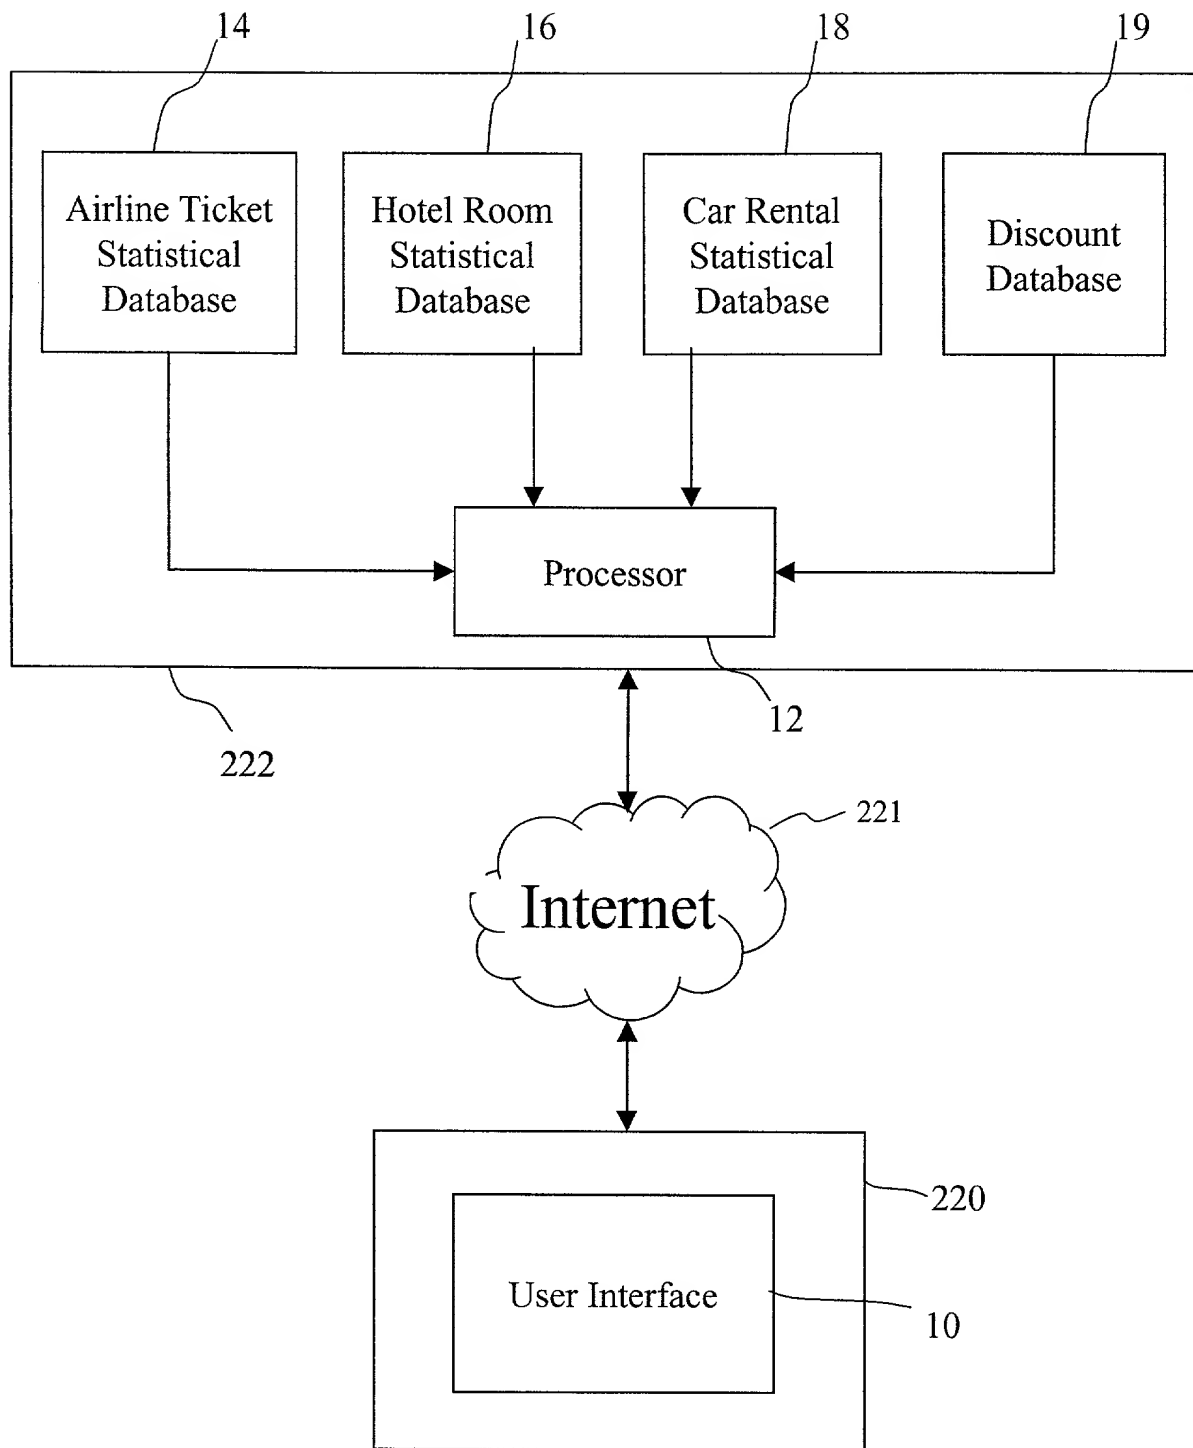 14
16
18
19
Airline Ticket
Statistical
Database
Hotel Room
Statistical
Database
Car Rental
Statistical
Database
Discount
Database
Processor
12
222
221
Internet
220
User Interface
10